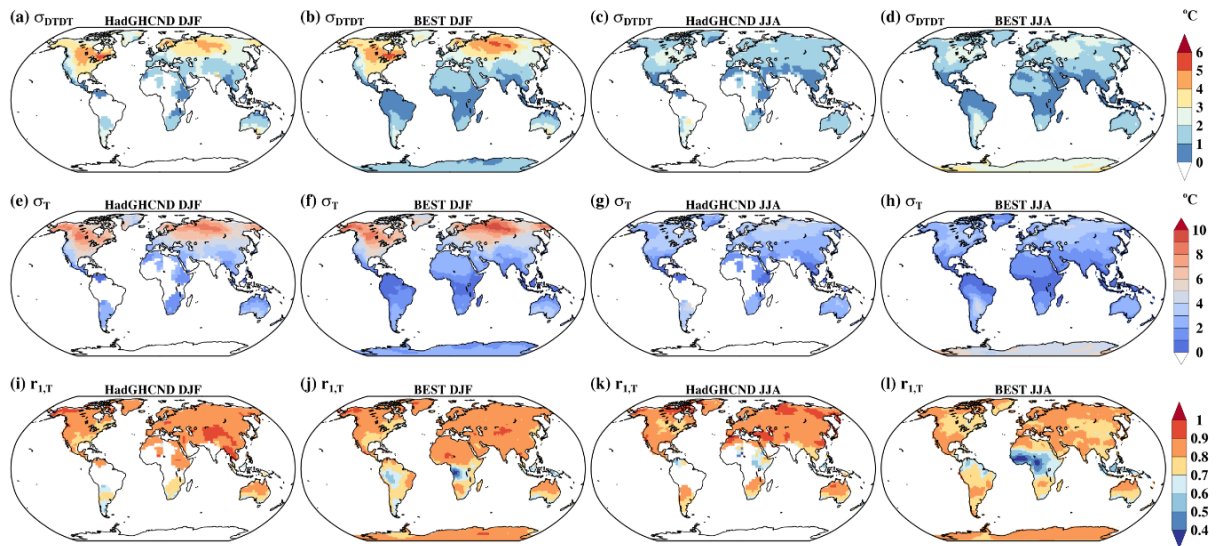 (a) σDTDT HadGHCND DJF
(b) σDTDT BEST DJF
(c) σDTDT HadGHCND JJA
(d) σDTDT BEST JJA
ºC
6
5
4
3
2
1
0
(e) σT HadGHCND DJF
(f) σT BEST DJF
(g) σT HadGHCND JJA
(h) σT BEST JJA
ºC
10
8
6
4
2
0
(i) r1,T HadGHCND DJF
(j) r1,T BEST DJF
(k) r1,T HadGHCND JJA
(l) r1,T BEST JJA
1
0.9
0.8
0.7
0.6
0.5
0.4